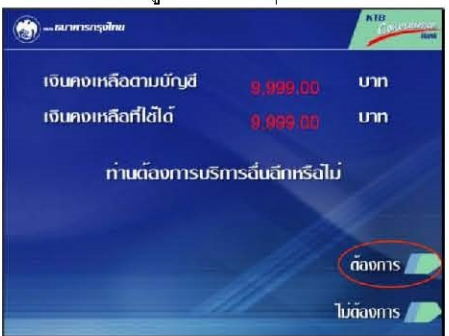 ธนาคารกรุงไทย
KTB
เงินคงเหลือตามบัญชี 9,999.00 บาท
เงินคงเหลือที่ใช้ได้ 9,999.00 บาท
ท่านต้องการบริการอื่นอีกหรือไม่
ต้องการ
ไม่ต้องการ